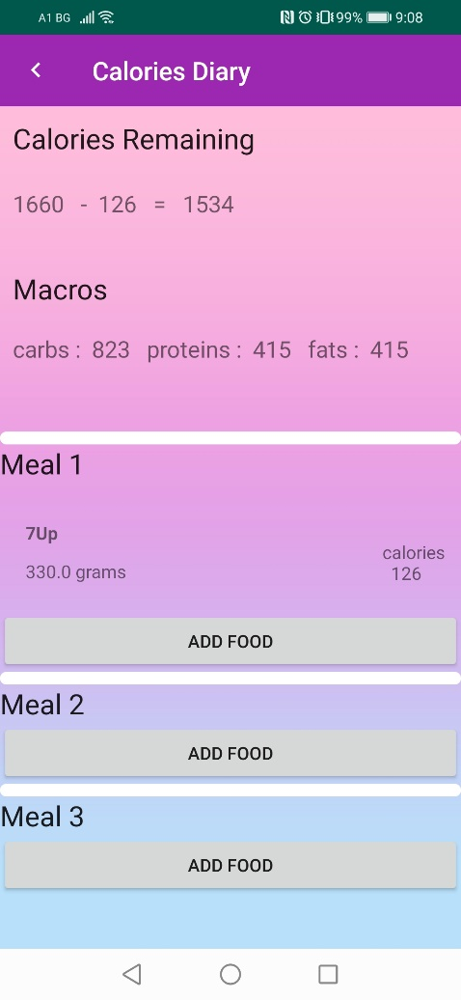 A1 BG 99% 9:08
Calories Diary
Calories Remaining
1660 - 126 = 1534
Macros
carbs : 823 proteins : 415 fats : 415
Meal 1
7Up
330.0 grams
calories
126
ADD FOOD
Meal 2
ADD FOOD
Meal 3
ADD FOOD